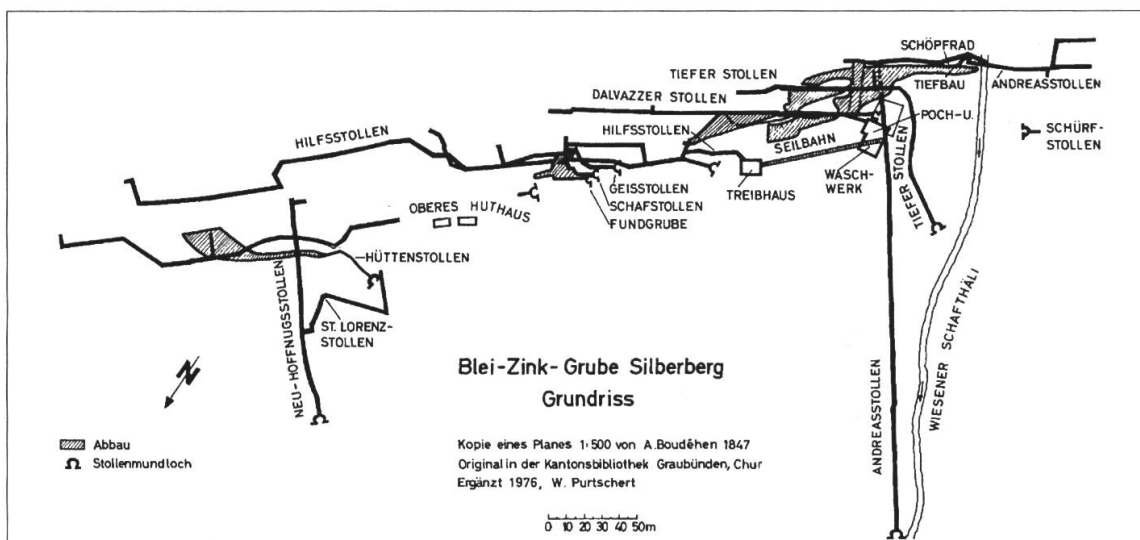 SCHÖPFRAD
TIEFBAU
ANDREASSTOLLEN
TIEFER STOLLEN
DALVAZZER STOLLEN
POCH-U.
HILFSSTOLLEN
SEILBAHN
SCHÜRF-
STOLLEN
HILFSSTOLLEN
TREIBHAUS
WASCH-
WERK
TIEFER STOLLEN
GEISSTOLLEN
SCHAFSTOLLEN
FUNDGRUBE
OBERES HUTHAUS
HÜTTENSTOLLEN
NEU-HOFFNUGSSTOLLEN
ST. LORENZ-
STOLLEN
ANDREASSTOLLEN
WIESENER SCHAFTHÄLI
N
Blei-Zink-Grube Silberberg
Grundriss
Abbau
Stollenmundloch
Kopie eines Planes 1:500 von A.Boudéhen 1847
Original in der Kantonsbibliothek Graubünden, Chur
Ergänzt 1976, W. Purtschert
0 10 20 30 40 50m